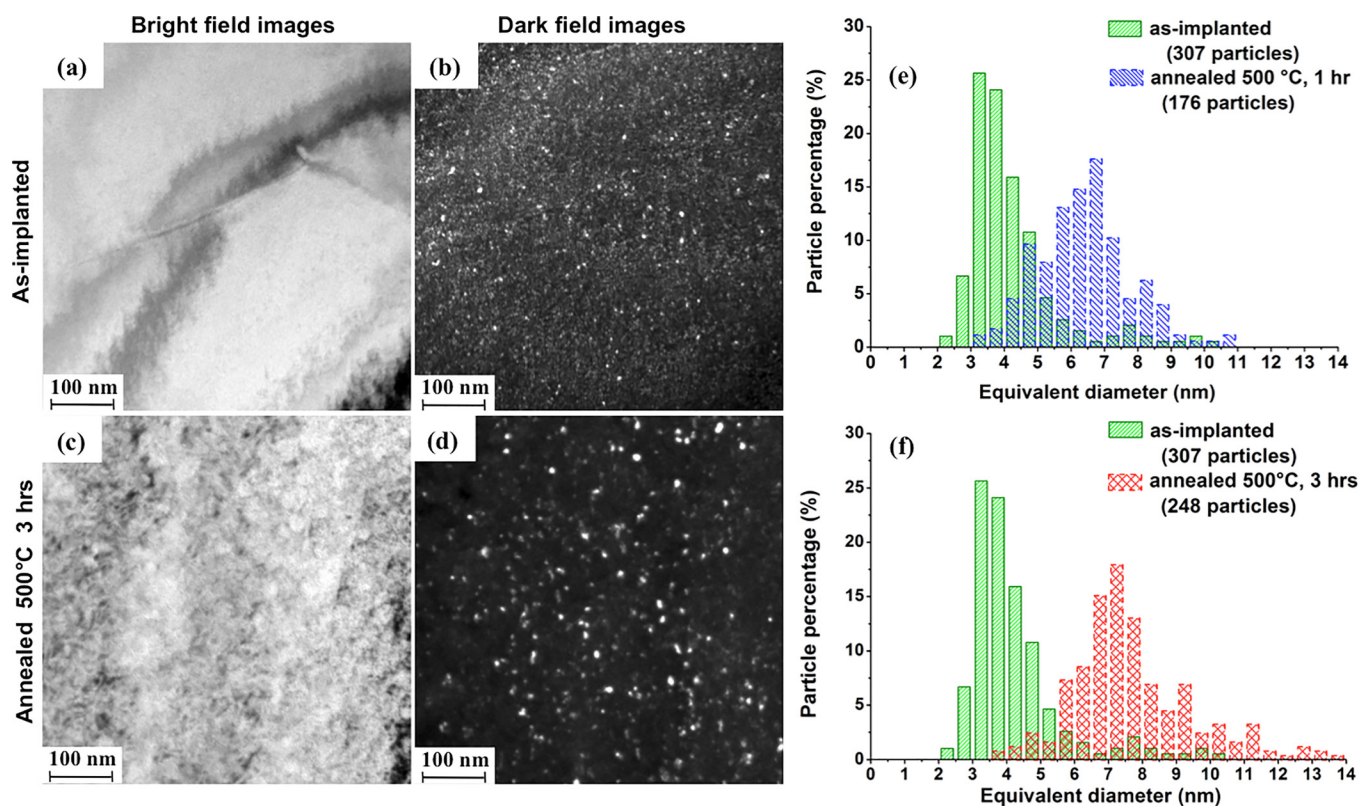 Bright field images
Dark field images
As-implanted
(a)
100 nm
(b)
100 nm
Annealed 500°C 3 hrs
(c)
100 nm
(d)
100 nm
(e)
as-implanted
(307 particles)
annealed 500 °C, 1 hr
(176 particles)
Particle percentage (%)
30
25
20
15
10
5
0
0 1 2 3 4 5 6 7 8 9 10 11 12 13 14
Equivalent diameter (nm)
(f)
as-implanted
(307 particles)
annealed 500°C, 3 hrs
(248 particles)
Particle percentage (%)
30
25
20
15
10
5
0
0 1 2 3 4 5 6 7 8 9 10 11 12 13 14
Equivalent diameter (nm)